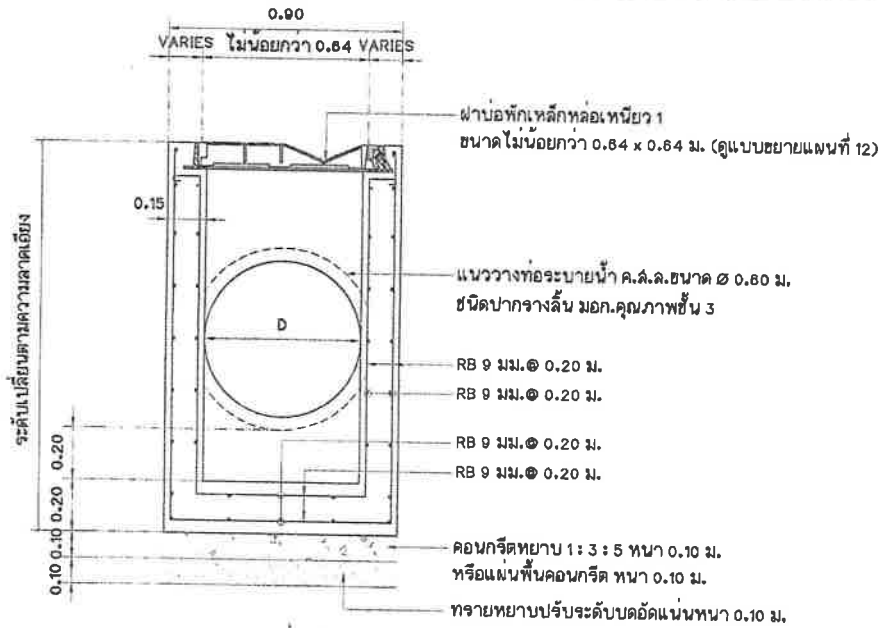 0.90
VARIES ไม่น้อยกว่า 0.64 VARIES
ฝาบ่อพักเหล็กหล่อเหนียว 1
ขนาดไม่น้อยกว่า 0.64 x 0.64 ม. (ดูแบบขยายแผนที่ 12)
0.15
แนววางท่อระบายน้ำ ค.ส.ล.ขนาด Ø 0.60 ม.
ชนิดปากรางลิ้น มอก.คุณภาพชั้น 3
D
ระดับเปลี่ยนตามความลาดเอียง
RB 9 มม.@ 0.20 ม.
RB 9 มม.@ 0.20 ม.
0.20
RB 9 มม.@ 0.20 ม.
RB 9 มม.@ 0.20 ม.
0.20
0.10
คอนกรีตหยาบ 1 : 3 : 5 หนา 0.10 ม.
หรือแผ่นพื้นคอนกรีต หนา 0.10 ม.
0.10
ทรายหยาบปรับระดับบดอัดแน่นหนา 0.10 ม.